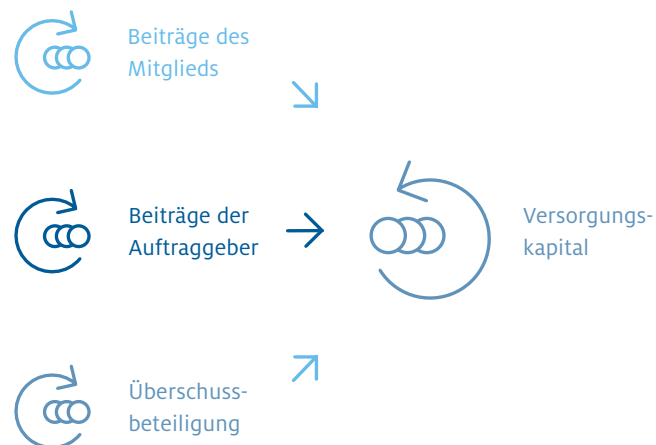 Beiträge des
Mitglieds
Beiträge der
Auftraggeber
Versorgungs-
kapital
Überschuss-
beteiligung